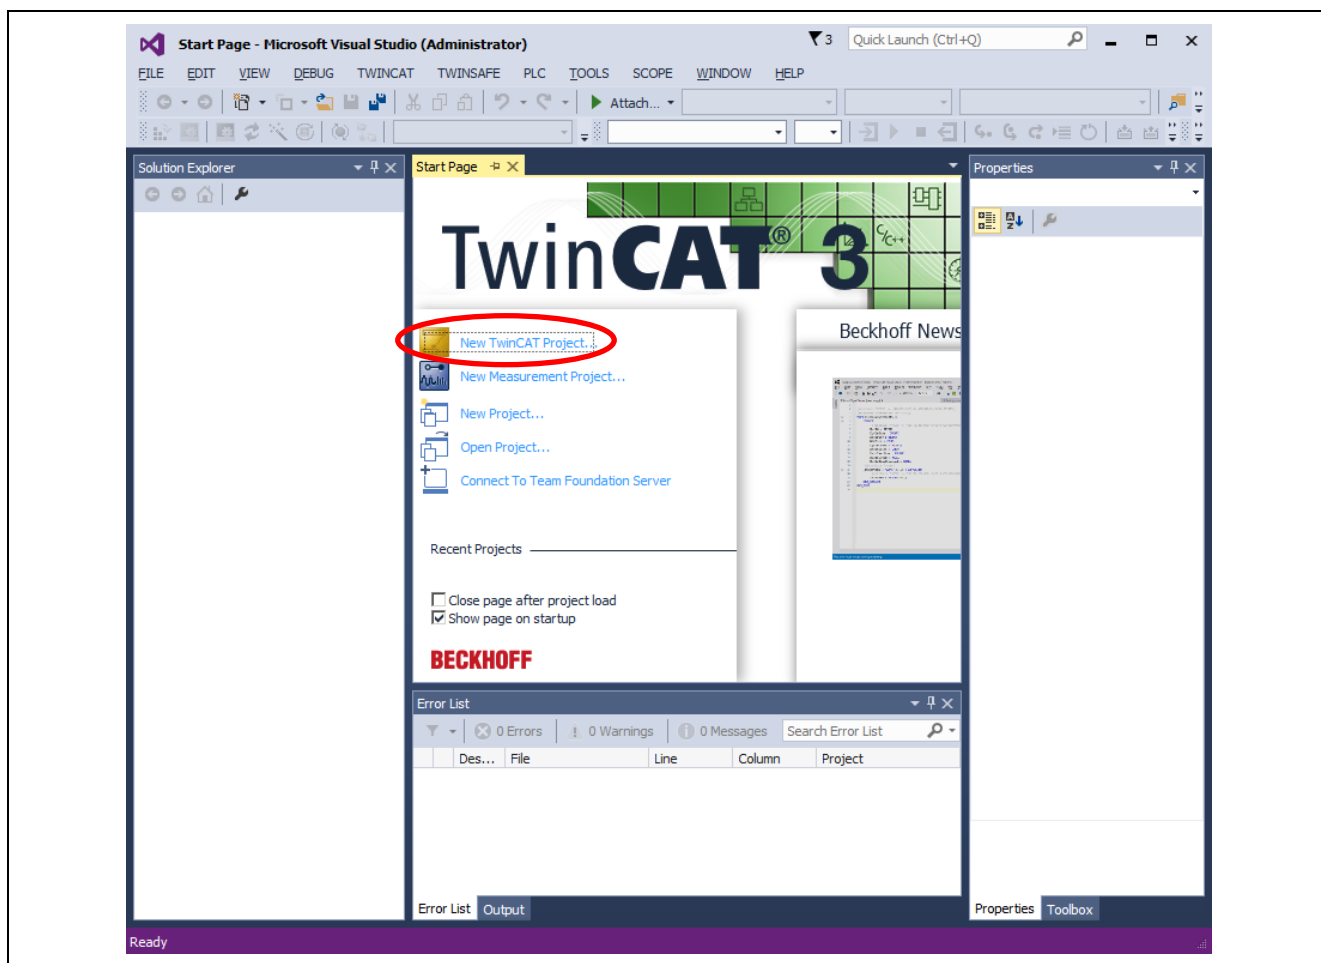 Start Page - Microsoft Visual Studio (Administrator)
3
Quick Launch (Ctrl+Q)
FILE EDIT VIEW DEBUG TWINCAT TWINSAFE PLC TOOLS SCOPE WINDOW HELP
Attach...
Solution Explorer
Start Page
Properties
TwinCAT® 3
C/C++
New TwinCAT Project...
New Measurement Project...
New Project...
Open Project...
Connect To Team Foundation Server
Recent Projects
Close page after project load
Show page on startup
BECKHOFF
Beckhoff News
Error List
0 Errors
0 Warnings
0 Messages
Search Error List
Des... File Line Column Project
Error List Output
Properties Toolbox
Ready